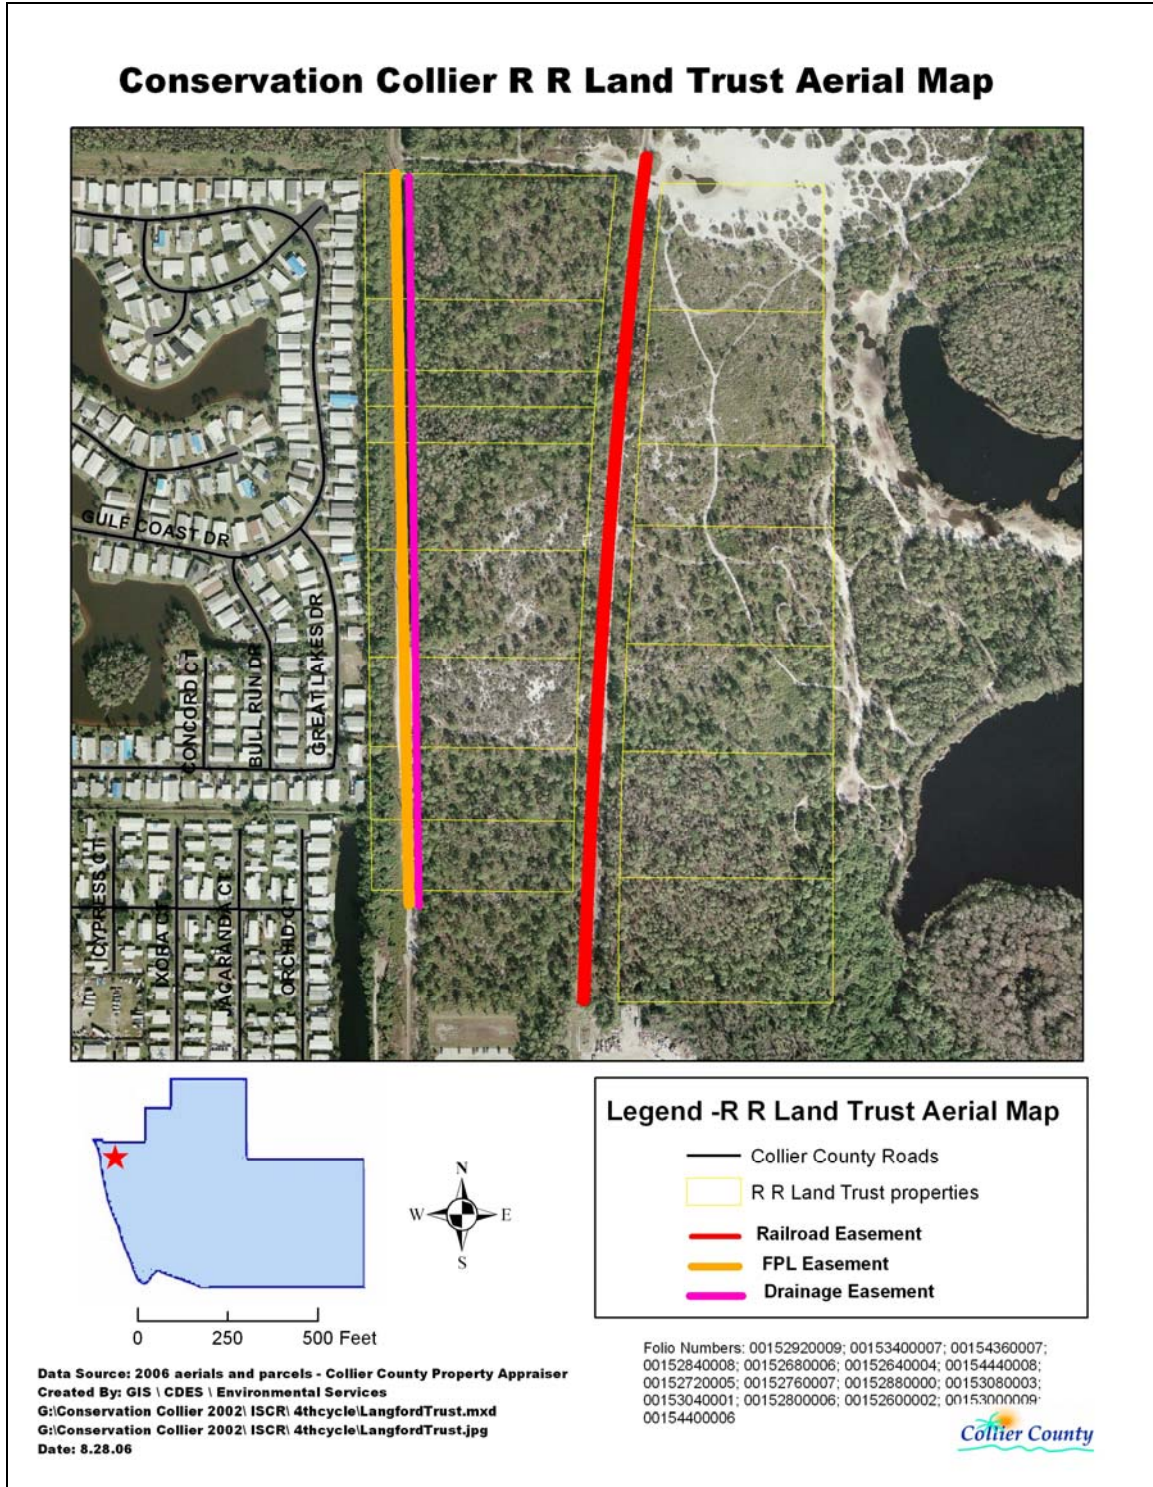 Conservation Collier R R Land Trust Aerial Map
GULF COAST DR
CONCORD CT
BULL RUN DR
GREAT LAKES DR
CYPRESS CT
IXORA CT
JACARANDA CT
ORCHID CT
N
W E
S
0 250 500 Feet
Legend -R R Land Trust Aerial Map
Collier County Roads
R R Land Trust properties
Railroad Easement
FPL Easement
Drainage Easement
Data Source: 2006 aerials and parcels - Collier County Property Appraiser
Created By: GIS \ CDES \ Environmental Services
G:\Conservation Collier 2002\ ISCR\ 4thcycle\LangfordTrust.mxd
G:\Conservation Collier 2002\ ISCR\ 4thcycle\LangfordTrust.jpg
Date: 8.28.06
Folio Numbers: 00152920009; 00153400007; 00154360007;
00152840008; 00152680006; 00152640004; 00154440008;
00152720005; 00152760007; 00152880000; 00153080003;
00153040001; 00152800006; 00152600002; 00153000009;
00154400006
Collier County